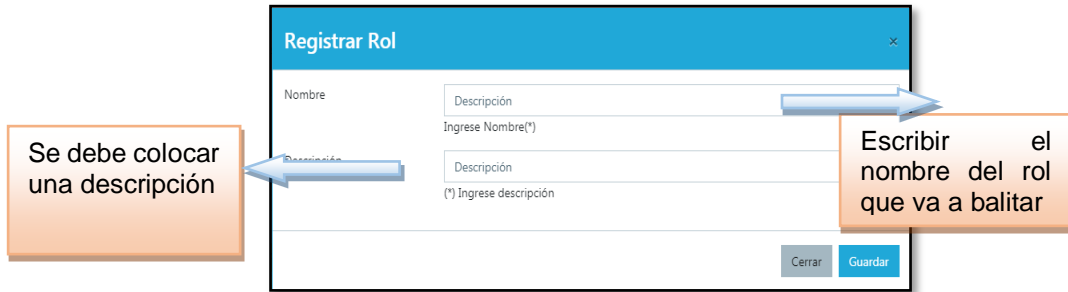 Registrar Rol
×
Nombre
Descripción
Ingrese Nombre(*)
Descripción
Descripción
(*) Ingrese descripción
Cerrar
Guardar
Se debe colocar
una descripción
Escribir el
nombre del rol
que va a balitar